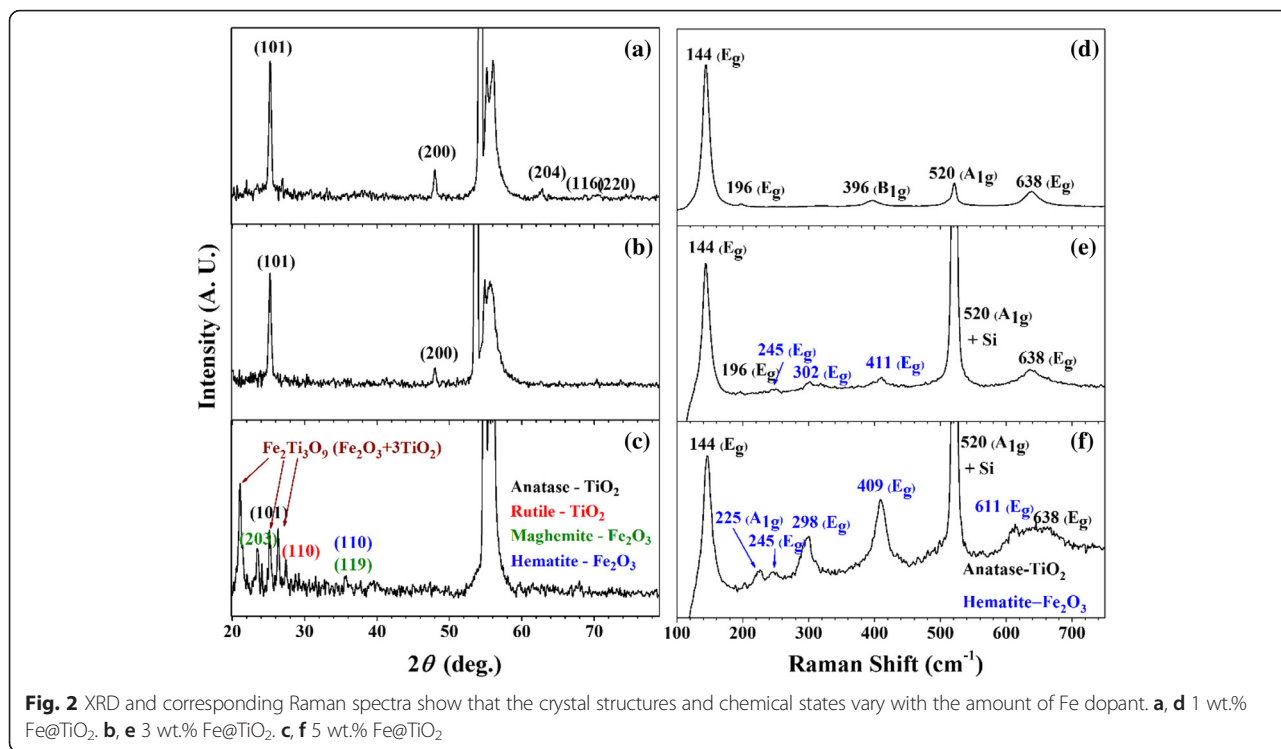 (a)
(101)
(200)
(204)
(116)
(220)
(b)
(101)
(200)
(c)
Fe₂Ti₃O₉ (Fe₂O₃+3TiO₂)
(101)
(203)
(110)
(110)
(119)
Anatase - TiO₂
Rutile - TiO₂
Maghemite - Fe₂O₃
Hematite - Fe₂O₃
Intensity (A. U.)
20 30 40 50 60 70
2θ (deg.)
(d)
144 (Eg)
196 (Eg)
396 (B1g)
520 (A1g)
638 (Eg)
(e)
144 (Eg)
196 (Eg)
245 (Eg)
302 (Eg)
411 (Eg)
520 (A1g)
+ Si
638 (Eg)
(f)
144 (Eg)
225 (A1g)
245 (Eg)
298 (Eg)
409 (Eg)
520 (A1g)
+ Si
611 (Eg)
638 (Eg)
Anatase-TiO₂
Hematite–Fe₂O₃
100 200 300 400 500 600 700
Raman Shift (cm⁻¹)
Fig. 2 XRD and corresponding Raman spectra show that the crystal structures and chemical states vary with the amount of Fe dopant. a, d 1 wt.%
Fe@TiO₂. b, e 3 wt.% Fe@TiO₂. c, f 5 wt.% Fe@TiO₂